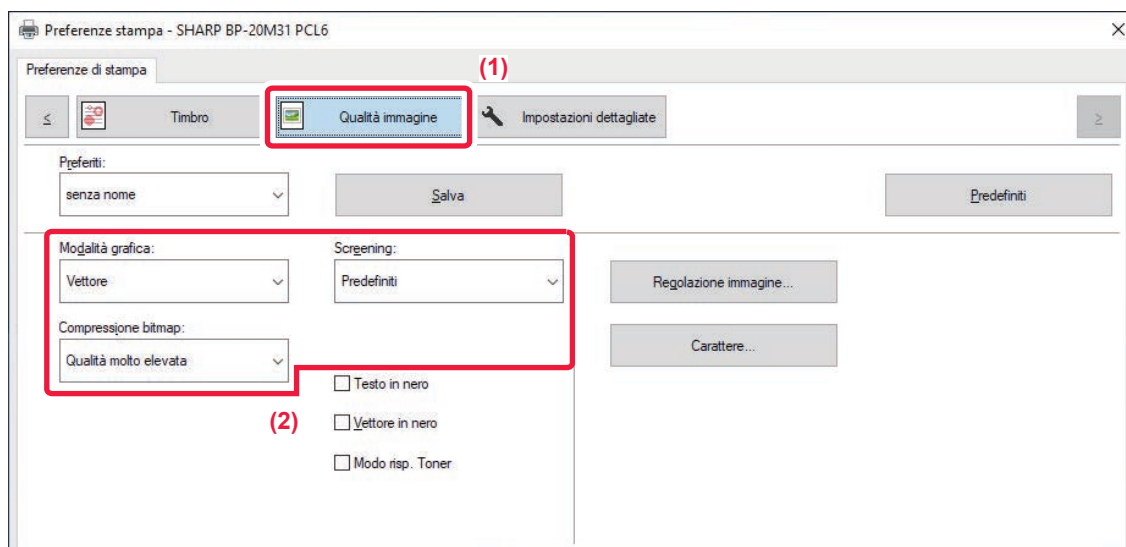 Preferenze stampa - SHARP BP-20M31 PCL6
Preferenze di stampa
(1)
≤ Timbro Qualità immagine Impostazioni dettagliate ≥
Preferiti:
senza nome Salva Predefiniti
Modalità grafica: Screening:
Vettore Predefiniti Regolazione immagine...
Compressione bitmap:
Qualità molto elevata Carattere...
Testo in nero
(2) Vettore in nero
Modo risp. Toner